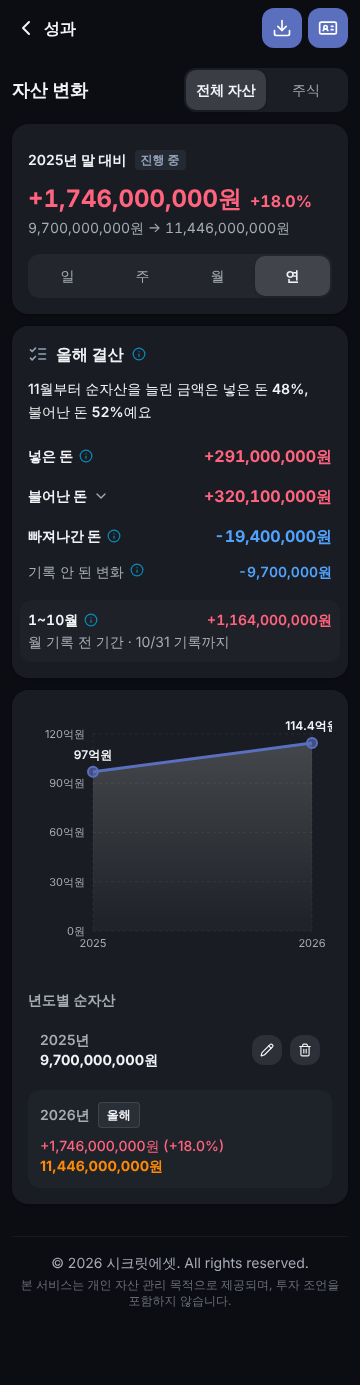 성과
자산 변화
전체 자산
주식
2025년 말 대비 진행 중
+1,746,000,000원 +18.0%
9,700,000,000원 → 11,446,000,000원
일 주 월 연
올해 결산
11월부터 순자산을 늘린 금액은 넣은 돈 48%,
불어난 돈 52%예요
넣은 돈 +291,000,000원
불어난 돈 +320,100,000원
빠져나간 돈 -19,400,000원
기록 안 된 변화 -9,700,000원
1~10월 +1,164,000,000원
월 기록 전 기간 · 10/31 기록까지
114.4억원
120억원
97억원
90억원
60억원
30억원
0원
2025 2026
년도별 순자산
2025년
9,700,000,000원
2026년 올해
+1,746,000,000원 (+18.0%)
11,446,000,000원
© 2026 시크릿에셋. All rights reserved.
본 서비스는 개인 자산 관리 목적으로 제공되며, 투자 조언을
포함하지 않습니다.